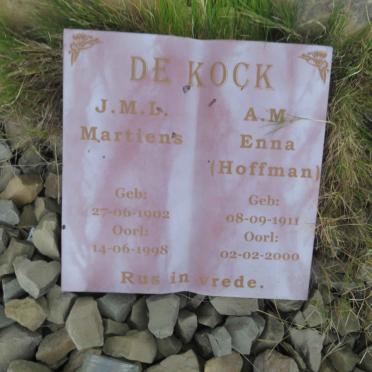 DE KOCK
J.M.L.
Martiens
Geb:
27-06-1902
Oorl:
14-06-1998
A.M.
Enna
(Hoffman)
Geb:
08-09-1911
Oorl:
02-02-2000
Rus in vrede.